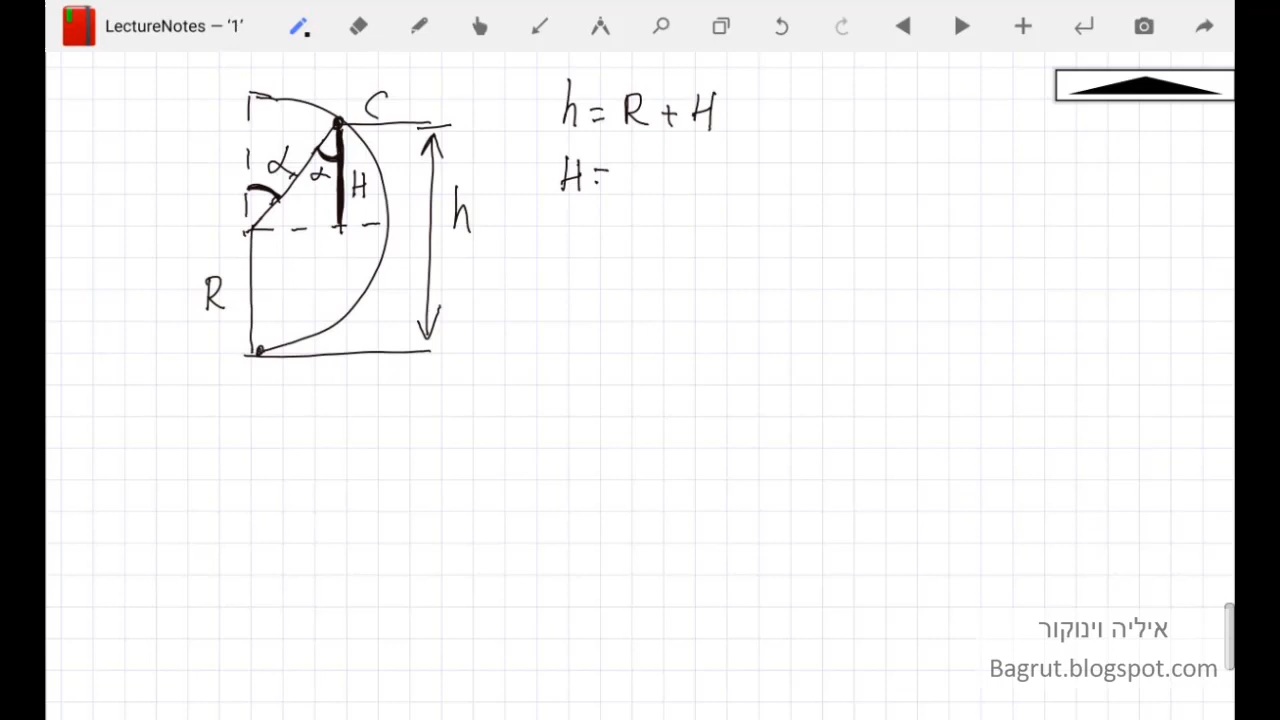 LectureNotes – ‘1’
C
h = R + H
α
α
H
H =
h
R
איליה וינוקור
Bagrut.blogspot.com